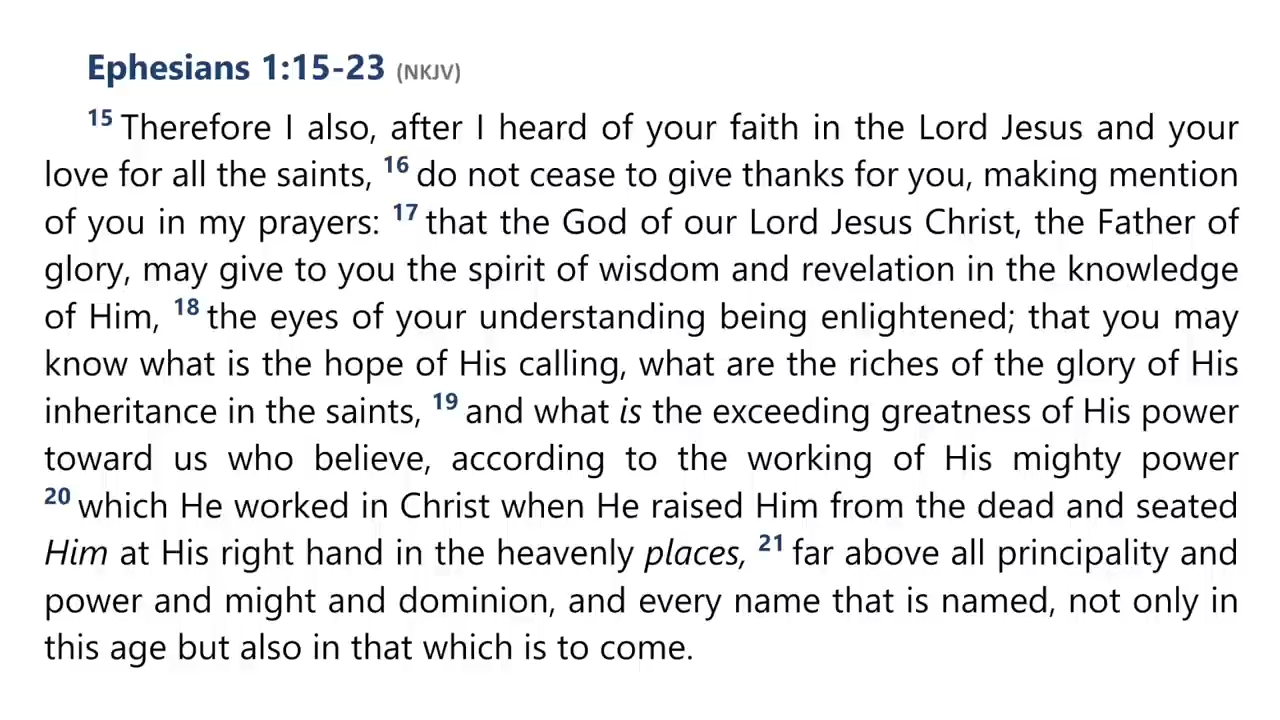 Ephesians 1:15-23 (NKJV)
15 Therefore I also, after I heard of your faith in the Lord Jesus and your
love for all the saints, 16 do not cease to give thanks for you, making mention
of you in my prayers: 17 that the God of our Lord Jesus Christ, the Father of
glory, may give to you the spirit of wisdom and revelation in the knowledge
of Him, 18 the eyes of your understanding being enlightened; that you may
know what is the hope of His calling, what are the riches of the glory of His
inheritance in the saints, 19 and what is the exceeding greatness of His power
toward us who believe, according to the working of His mighty power
20 which He worked in Christ when He raised Him from the dead and seated
Him at His right hand in the heavenly places, 21 far above all principality and
power and might and dominion, and every name that is named, not only in
this age but also in that which is to come.